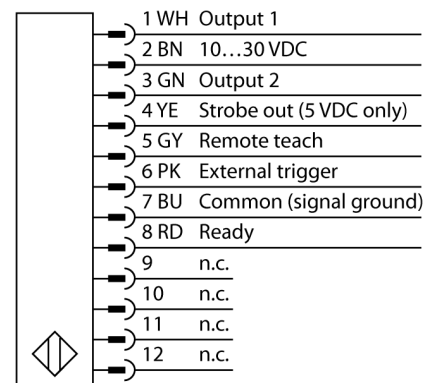 1 WH Output 1
2 BN 10...30 VDC
3 GN Output 2
4 YE Strobe out (5 VDC only)
5 GY Remote teach
6 PK External trigger
7 BU Common (signal ground)
8 RD Ready
9 n.c.
10 n.c.
11 n.c.
12 n.c.